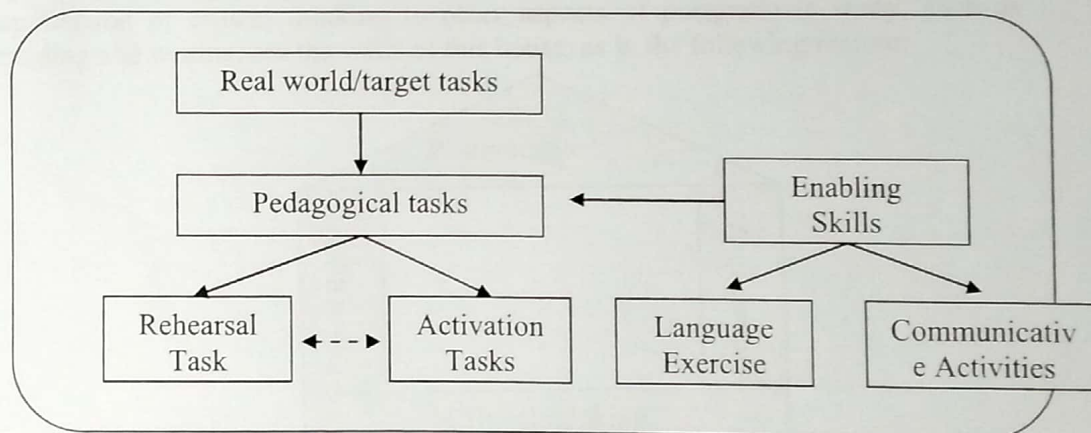 Real world/target tasks
Pedagogical tasks
Enabling
Skills
Rehearsal
Task
Activation
Tasks
Language
Exercise
Communicativ
e Activities